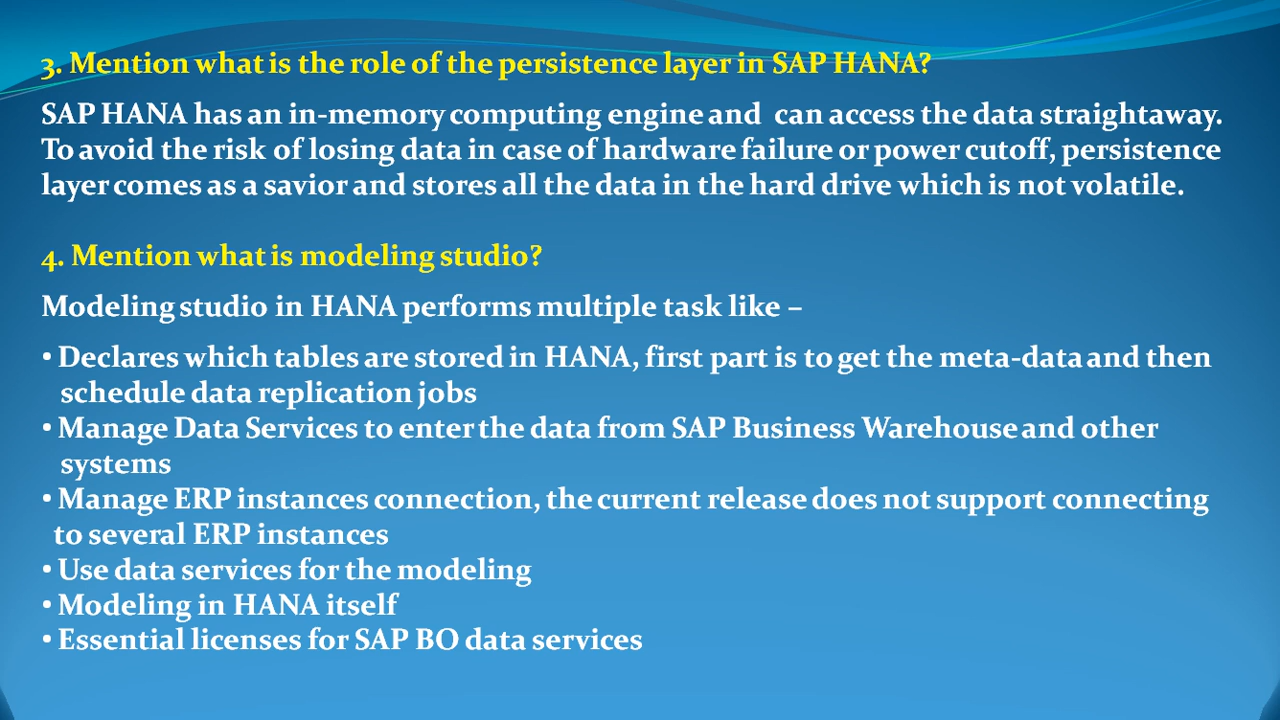 3. Mention what is the role of the persistence layer in SAP HANA?
SAP HANA has an in-memory computing engine and can access the data straightaway.
To avoid the risk of losing data in case of hardware failure or power cutoff, persistence
layer comes as a savior and stores all the data in the hard drive which is not volatile.
4. Mention what is modeling studio?
Modeling studio in HANA performs multiple task like –
• Declares which tables are stored in HANA, first part is to get the meta-data and then
schedule data replication jobs
• Manage Data Services to enter the data from SAP Business Warehouse and other
systems
• Manage ERP instances connection, the current release does not support connecting
to several ERP instances
• Use data services for the modeling
• Modeling in HANA itself
• Essential licenses for SAP BO data services